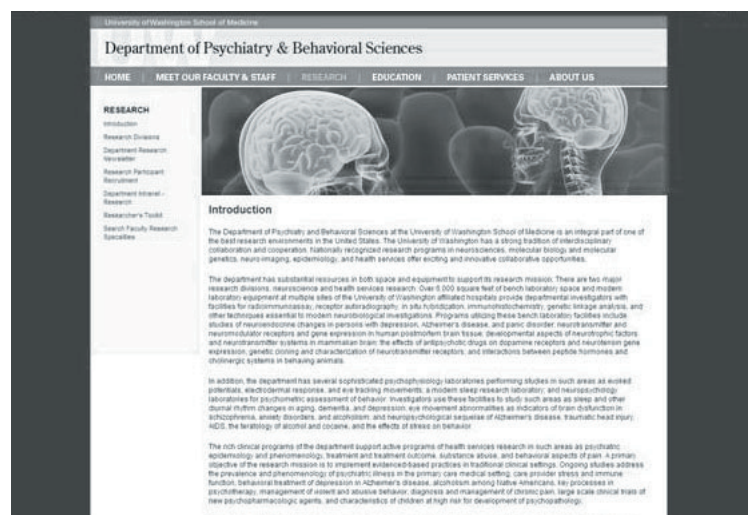 University of Washington School of Medicine
Department of Psychiatry & Behavioral Sciences
HOME MEET OUR FACULTY & STAFF RESEARCH EDUCATION PATIENT SERVICES ABOUT US
RESEARCH
Introduction
Research Divisions
Department Research
Newsletter
Research Participant
Recruitment
Department Intranet -
Research
Researcher's Toolkit
Search Faculty Research
Specialties
Introduction
The Department of Psychiatry and Behavioral Sciences at the University of Washington School of Medicine is an integral part of one of
the best research environments in the United States. The University of Washington has a strong tradition of interdisciplinary
collaboration and cooperation. Nationally recognized research programs in neurosciences, molecular biology and molecular
genetics, neuro-imaging, epidemiology, and health services offer exciting and innovative collaborative opportunities.
The department has substantial resources in both space and equipment to support its research mission. There are two major
research divisions, neuroscience and health services research. Over 6,000 square feet of bench laboratory space and modern
laboratory equipment at multiple sites of the University of Washington affiliated hospitals provide departmental investigators with
facilities for radioimmunoassay, receptor autoradiography, in situ hybridization, immunohistochemistry, genetic linkage analysis, and
other techniques essential to modern neurobiological investigations. Programs utilizing these bench laboratory facilities include
studies of neuroendocrine changes in persons with depression, Alzheimer's disease, and panic disorder; neurotransmitter and
neuromodulator receptors and gene expression in human postmortem brain tissue; developmental aspects of neurotrophic factors
and neurotransmitter systems in mammalian brain; the effects of antipsychotic drugs on dopamine receptors and neurotensin gene
expression; genetic cloning and characterization of neurotransmitter receptors; and interactions between peptide hormones and
cholinergic systems in behaving animals.
In addition, the department has several sophisticated psychophysiology laboratories performing studies in such areas as evoked
potentials, electrodermal response, and eye tracking movements; a modern sleep research laboratory; and neuropsychology
laboratories for psychometric assessment of behavior. Investigators use these facilities to study such areas as sleep and other
diurnal rhythm changes in aging, dementia, and depression; eye movement abnormalities as indicators of brain dysfunction in
schizophrenia, anxiety disorders, and alcoholism; and neuropsychological sequelae of Alzheimer's disease, traumatic head injury,
AIDS, the teratology of alcohol and cocaine, and the effects of stress on behavior.
The rich clinical programs of the department support active programs of health services research in such areas as psychiatric
epidemiology and phenomenology, treatment and treatment outcome, substance abuse, and behavioral aspects of pain. A primary
objective of the research mission is to implement evidenced-based practices in traditional clinical settings. Ongoing studies address
the prevalence and phenomenology of psychiatric illness in the primary care medical setting, care provider stress and immune
function, behavioral treatment of depression in Alzheimer's disease, alcoholism among Native Americans, key processes in
psychotherapy, management of violent and abusive behavior, diagnosis and management of chronic pain, large scale clinical trials of
new psychopharmacologic agents, and characteristics of children at high risk for development of psychopathology.